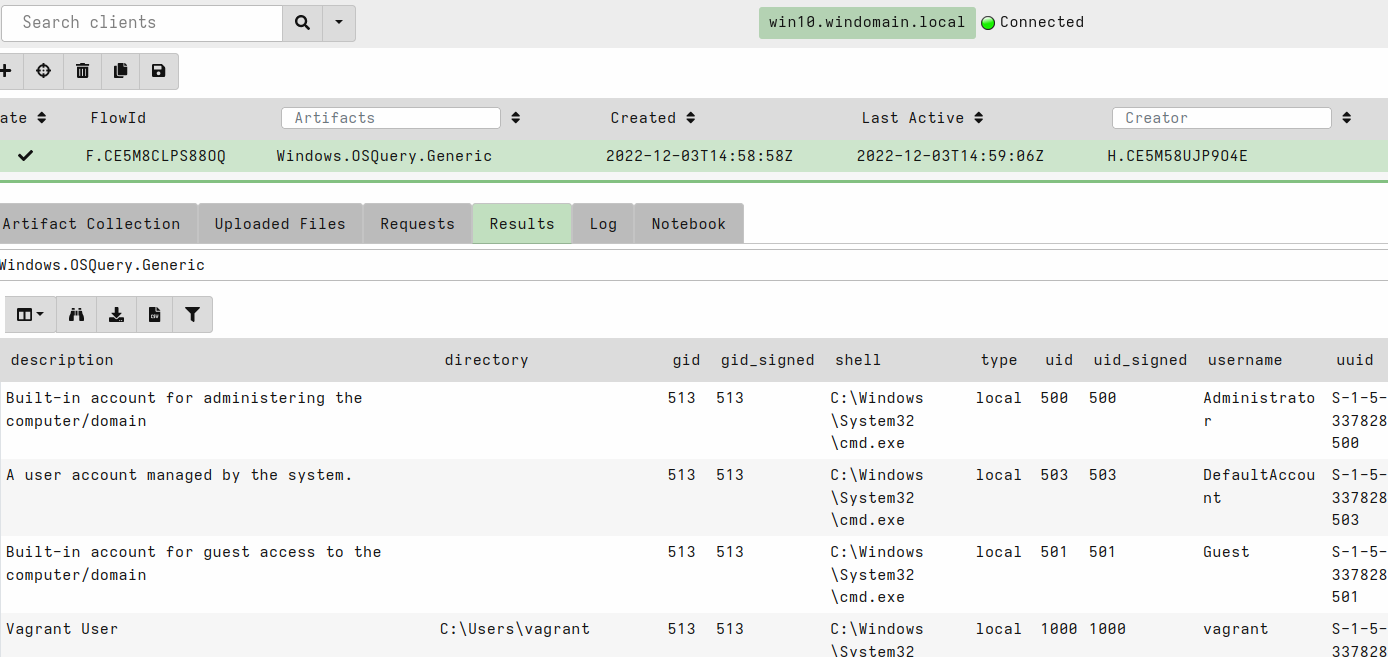 Search clients win10.windomain.local Connected
ate FlowId Artifacts Created Last Active Creator
F.CE5M8CLPS88OQ Windows.OSQuery.Generic 2022-12-03T14:58:58Z 2022-12-03T14:59:06Z H.CE5M58UJP9O4E
Artifact Collection Uploaded Files Requests Results Log Notebook
Windows.OSQuery.Generic
description directory gid gid_signed shell type uid uid_signed username uuid
Built-in account for administering the 513 513 C:\Windows local 500 500 Administrato S-1-5-
computer/domain \System32 r 337828
\cmd.exe 500
A user account managed by the system. 513 513 C:\Windows local 503 503 DefaultAccou S-1-5-
\System32 nt 337828
\cmd.exe 503
Built-in account for guest access to the 513 513 C:\Windows local 501 501 Guest S-1-5-
computer/domain \System32 337828
\cmd.exe 501
Vagrant User C:\Users\vagrant 513 513 C:\Windows local 1000 1000 vagrant S-1-5-
\System32 337828